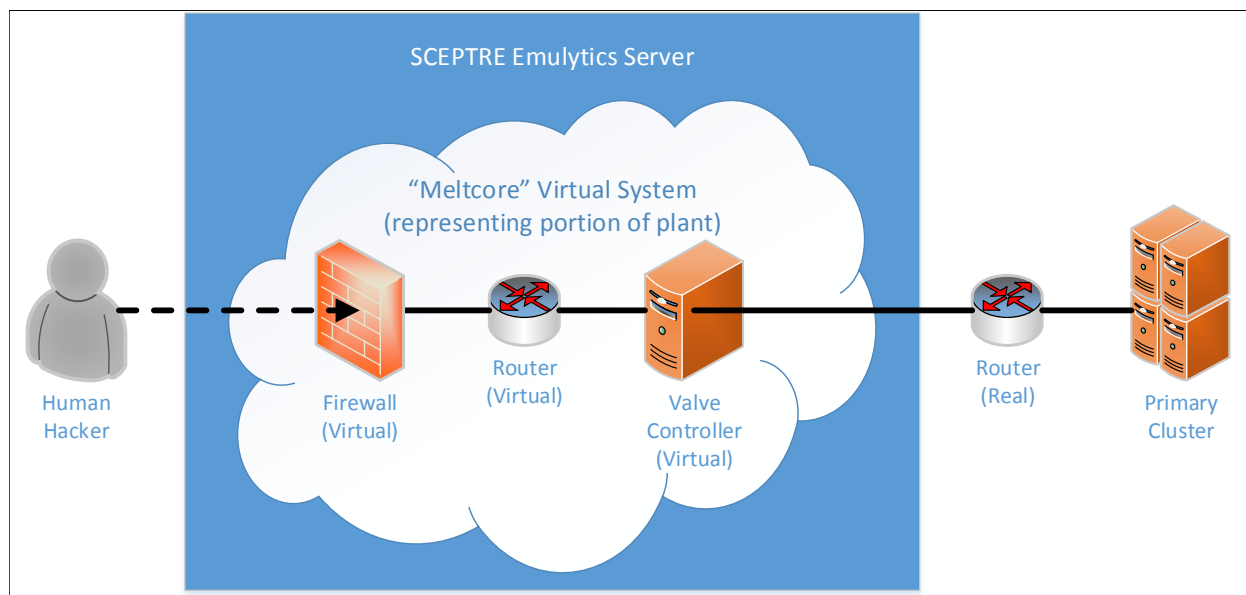 SCEPTRE Emulytics Server
“Meltcore” Virtual System
(representing portion of plant)
Human
Hacker
Firewall
(Virtual)
Router
(Virtual)
Valve
Controller
(Virtual)
Router
(Real)
Primary
Cluster